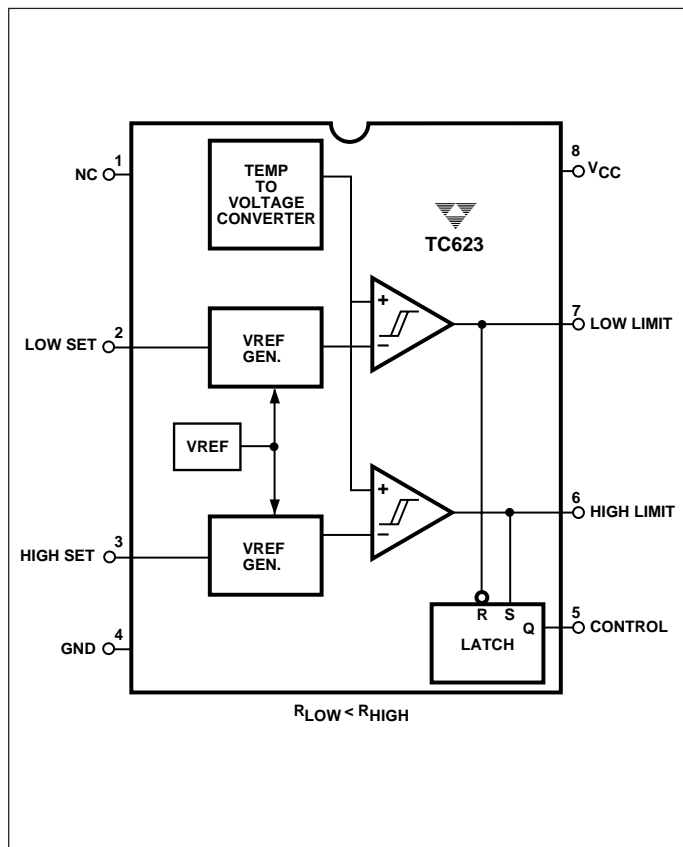 NC 1
TEMP
TO
VOLTAGE
CONVERTER
8 VCC
TC623
LOW SET 2
VREF
GEN.
+
−
7 LOW LIMIT
VREF
+
−
6 HIGH LIMIT
HIGH SET 3
VREF
GEN.
R S
Q
LATCH
5 CONTROL
GND 4
RLOW < RHIGH